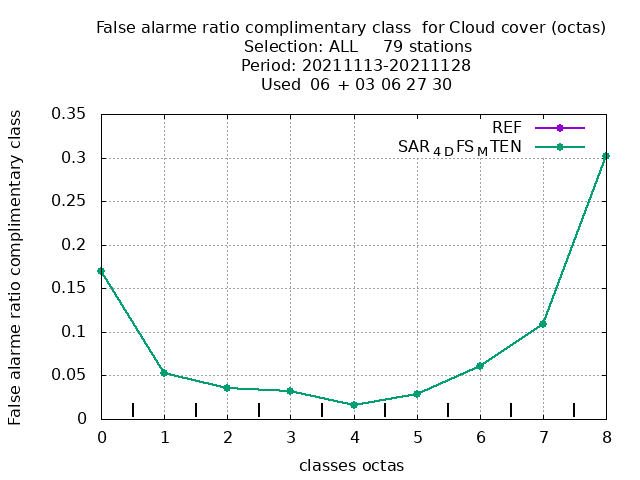 False alarme ratio complimentary class  for Cloud cover (octas)
Selection: ALL     79 stations
Period: 20211113-20211128
Used  06 + 03 06 27 30
False alarme ratio complimentary class
0.35
0.3
0.25
0.2
0.15
0.1
0.05
0
REF
SAR4DFSMTEN
0 1 2 3 4 5 6 7 8
classes octas